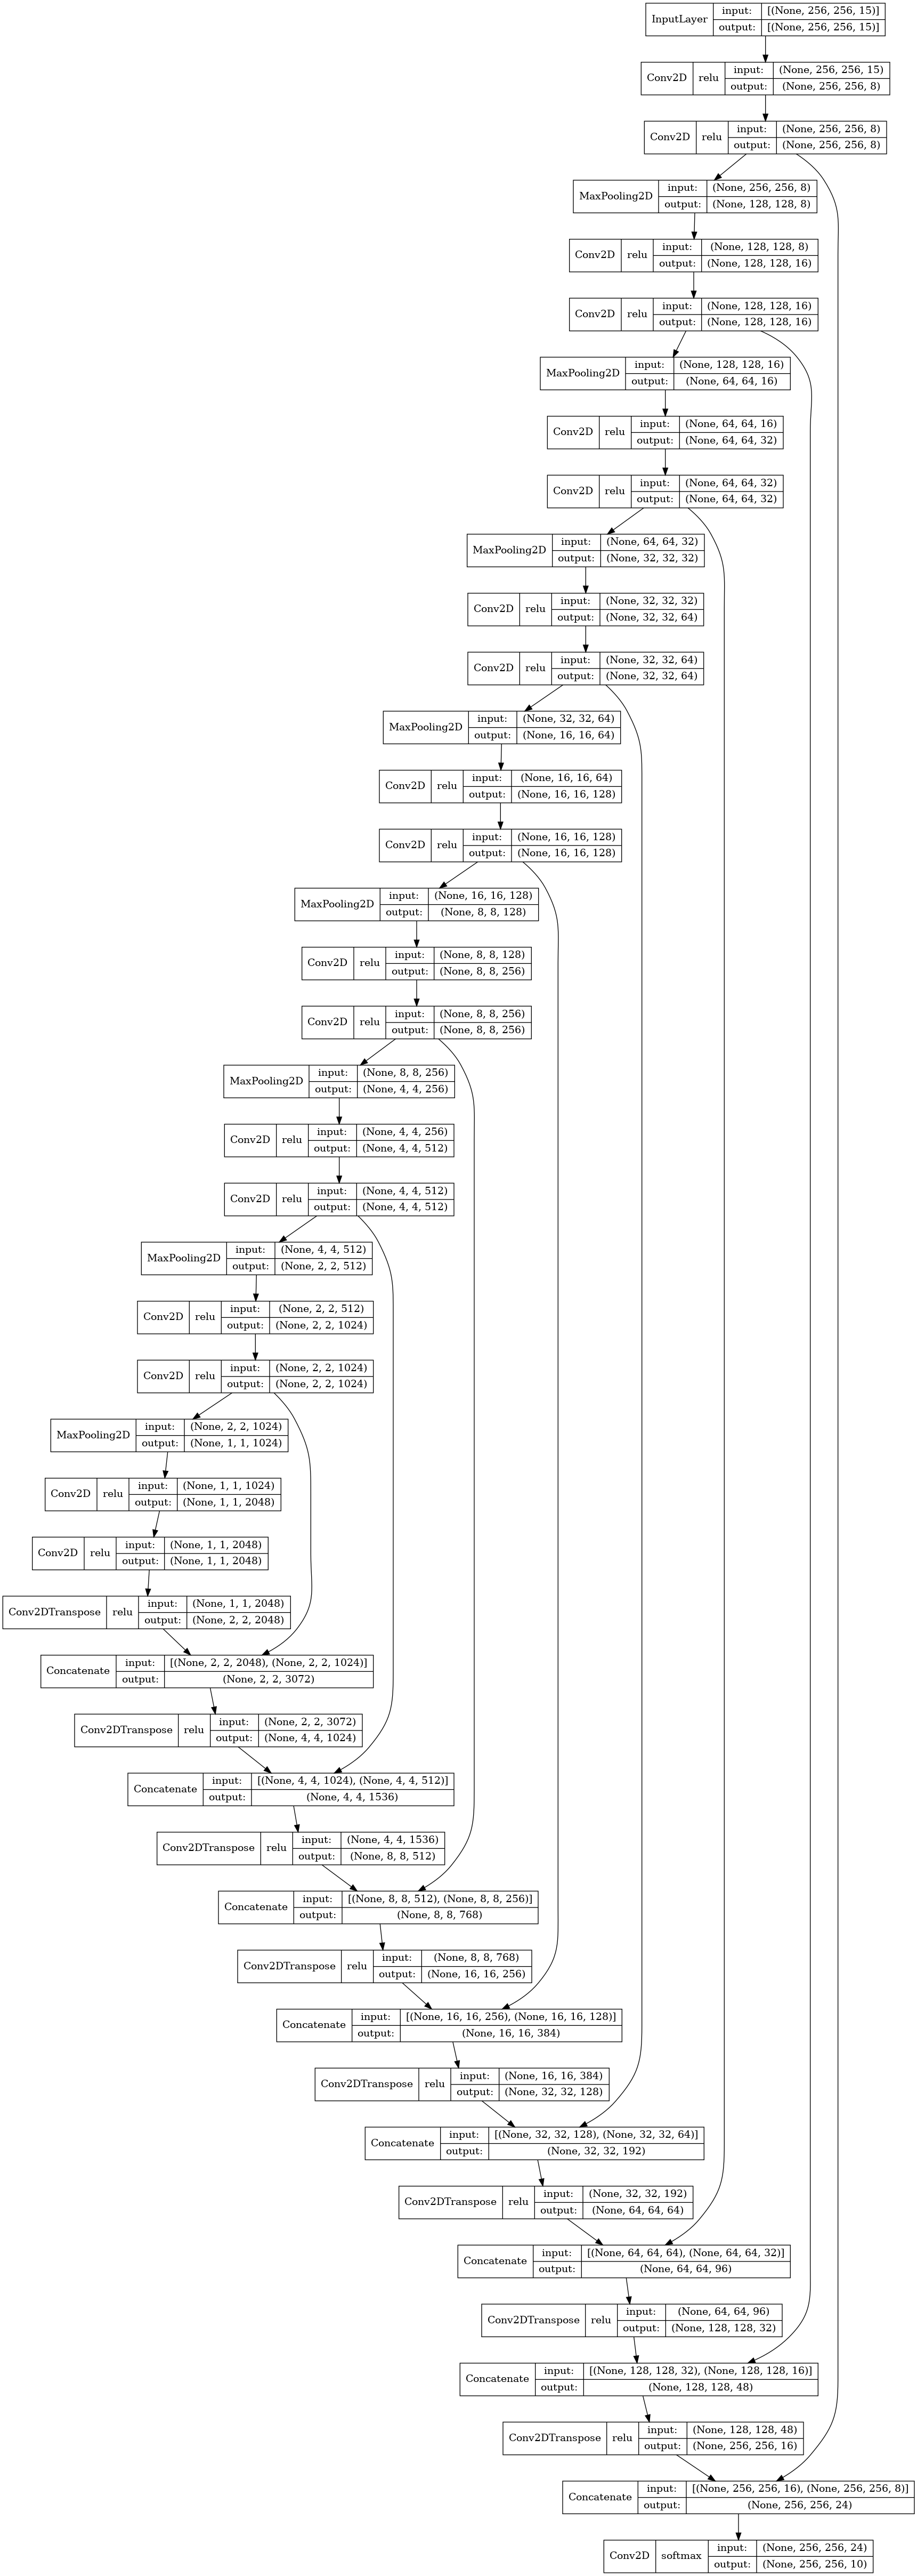 InputLayer input: [(None, 256, 256, 15)]
output: [(None, 256, 256, 15)]
Conv2D relu input: (None, 256, 256, 15)
output: (None, 256, 256, 8)
Conv2D relu input: (None, 256, 256, 8)
output: (None, 256, 256, 8)
MaxPooling2D input: (None, 256, 256, 8)
output: (None, 128, 128, 8)
Conv2D relu input: (None, 128, 128, 8)
output: (None, 128, 128, 16)
Conv2D relu input: (None, 128, 128, 16)
output: (None, 128, 128, 16)
MaxPooling2D input: (None, 128, 128, 16)
output: (None, 64, 64, 16)
Conv2D relu input: (None, 64, 64, 16)
output: (None, 64, 64, 32)
Conv2D relu input: (None, 64, 64, 32)
output: (None, 64, 64, 32)
MaxPooling2D input: (None, 64, 64, 32)
output: (None, 32, 32, 32)
Conv2D relu input: (None, 32, 32, 32)
output: (None, 32, 32, 64)
Conv2D relu input: (None, 32, 32, 64)
output: (None, 32, 32, 64)
MaxPooling2D input: (None, 32, 32, 64)
output: (None, 16, 16, 64)
Conv2D relu input: (None, 16, 16, 64)
output: (None, 16, 16, 128)
Conv2D relu input: (None, 16, 16, 128)
output: (None, 16, 16, 128)
MaxPooling2D input: (None, 16, 16, 128)
output: (None, 8, 8, 128)
Conv2D relu input: (None, 8, 8, 128)
output: (None, 8, 8, 256)
Conv2D relu input: (None, 8, 8, 256)
output: (None, 8, 8, 256)
MaxPooling2D input: (None, 8, 8, 256)
output: (None, 4, 4, 256)
Conv2D relu input: (None, 4, 4, 256)
output: (None, 4, 4, 512)
Conv2D relu input: (None, 4, 4, 512)
output: (None, 4, 4, 512)
MaxPooling2D input: (None, 4, 4, 512)
output: (None, 2, 2, 512)
Conv2D relu input: (None, 2, 2, 512)
output: (None, 2, 2, 1024)
Conv2D relu input: (None, 2, 2, 1024)
output: (None, 2, 2, 1024)
MaxPooling2D input: (None, 2, 2, 1024)
output: (None, 1, 1, 1024)
Conv2D relu input: (None, 1, 1, 1024)
output: (None, 1, 1, 2048)
Conv2D relu input: (None, 1, 1, 2048)
output: (None, 1, 1, 2048)
Conv2DTranspose relu input: (None, 1, 1, 2048)
output: (None, 2, 2, 2048)
Concatenate input: [(None, 2, 2, 2048), (None, 2, 2, 1024)]
output: (None, 2, 2, 3072)
Conv2DTranspose relu input: (None, 2, 2, 3072)
output: (None, 4, 4, 1024)
Concatenate input: [(None, 4, 4, 1024), (None, 4, 4, 512)]
output: (None, 4, 4, 1536)
Conv2DTranspose relu input: (None, 4, 4, 1536)
output: (None, 8, 8, 512)
Concatenate input: [(None, 8, 8, 512), (None, 8, 8, 256)]
output: (None, 8, 8, 768)
Conv2DTranspose relu input: (None, 8, 8, 768)
output: (None, 16, 16, 256)
Concatenate input: [(None, 16, 16, 256), (None, 16, 16, 128)]
output: (None, 16, 16, 384)
Conv2DTranspose relu input: (None, 16, 16, 384)
output: (None, 32, 32, 128)
Concatenate input: [(None, 32, 32, 128), (None, 32, 32, 64)]
output: (None, 32, 32, 192)
Conv2DTranspose relu input: (None, 32, 32, 192)
output: (None, 64, 64, 64)
Concatenate input: [(None, 64, 64, 64), (None, 64, 64, 32)]
output: (None, 64, 64, 96)
Conv2DTranspose relu input: (None, 64, 64, 96)
output: (None, 128, 128, 32)
Concatenate input: [(None, 128, 128, 32), (None, 128, 128, 16)]
output: (None, 128, 128, 48)
Conv2DTranspose relu input: (None, 128, 128, 48)
output: (None, 256, 256, 16)
Concatenate input: [(None, 256, 256, 16), (None, 256, 256, 8)]
output: (None, 256, 256, 24)
Conv2D softmax input: (None, 256, 256, 24)
output: (None, 256, 256, 10)